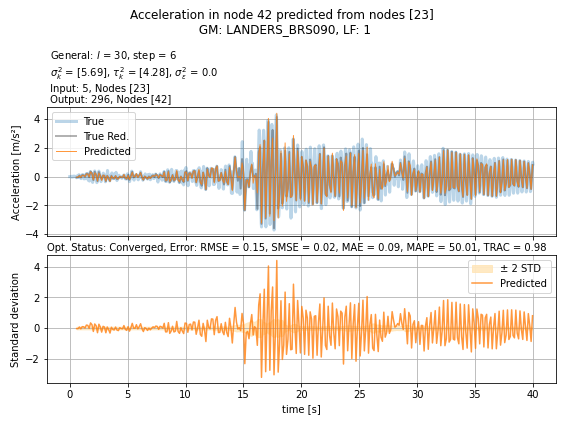 Acceleration in node 42 predicted from nodes [23]
GM: LANDERS_BRS090, LF: 1
General: l = 30, step = 6
σ²ₖ = [5.69], τ²ₖ = [4.28], σ²ε = 0.0
Input: 5, Nodes [23]
Output: 296, Nodes [42]
Acceleration [m/s²]
4
2
0
−2
−4
True
True Red.
Predicted
Opt. Status: Converged, Error: RMSE = 0.15, SMSE = 0.02, MAE = 0.09, MAPE = 50.01, TRAC = 0.98
Standard deviation
4
2
0
−2
± 2 STD
Predicted
0 5 10 15 20 25 30 35 40
time [s]